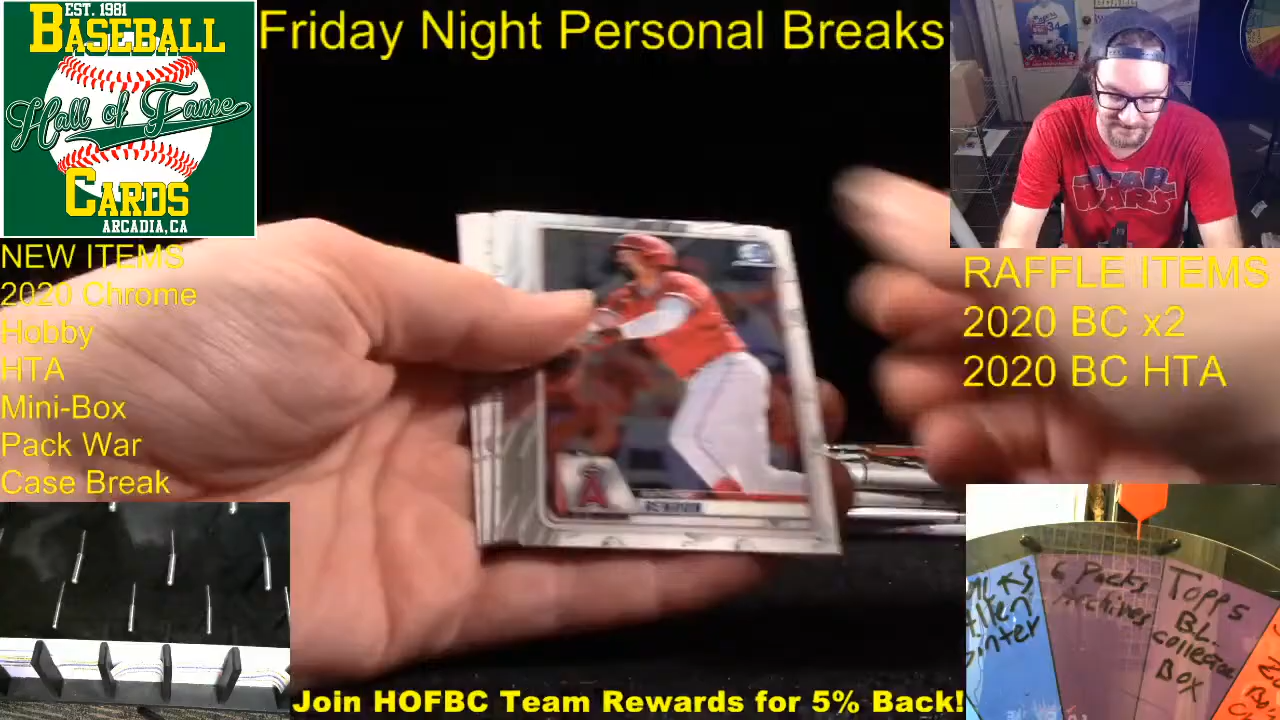 EST. 1981
BASEBALL
Hall of Fame
CARDS
ARCADIA, CA
Friday Night Personal Breaks
NEW ITEMS
2020 Chrome
Hobby
HTA
Mini-Box
Pack War
Case Break
RAFFLE ITEMS
2020 BC x2
2020 BC HTA
STAR
WARS
A
6 Packs
Archives
Topps
BL.
College
Box
Join HOFBC Team Rewards for 5% Back!